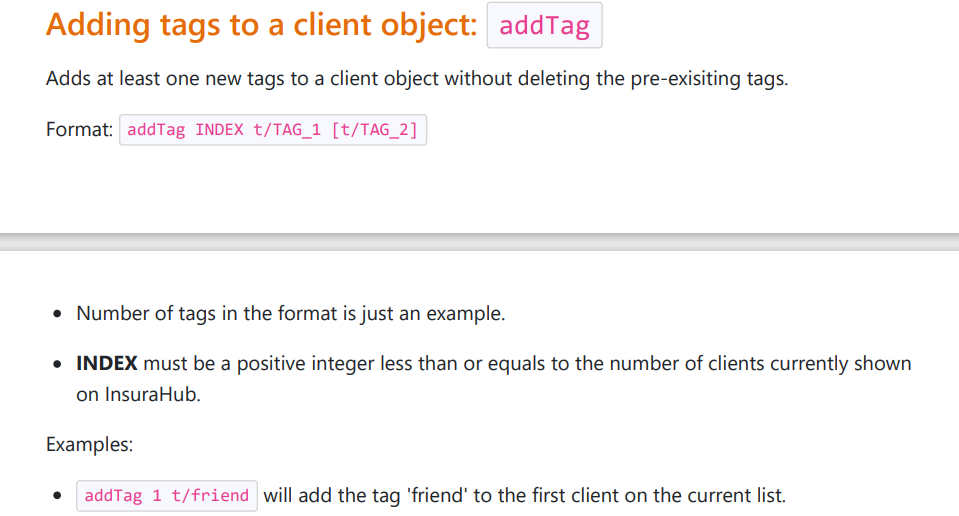 Adding tags to a client object: addTag
Adds at least one new tags to a client object without deleting the pre-exisiting tags.
Format: addTag INDEX t/TAG_1 [t/TAG_2]
• Number of tags in the format is just an example.
• INDEX must be a positive integer less than or equals to the number of clients currently shown
on InsuraHub.
Examples:
• addTag 1 t/friend will add the tag 'friend' to the first client on the current list.